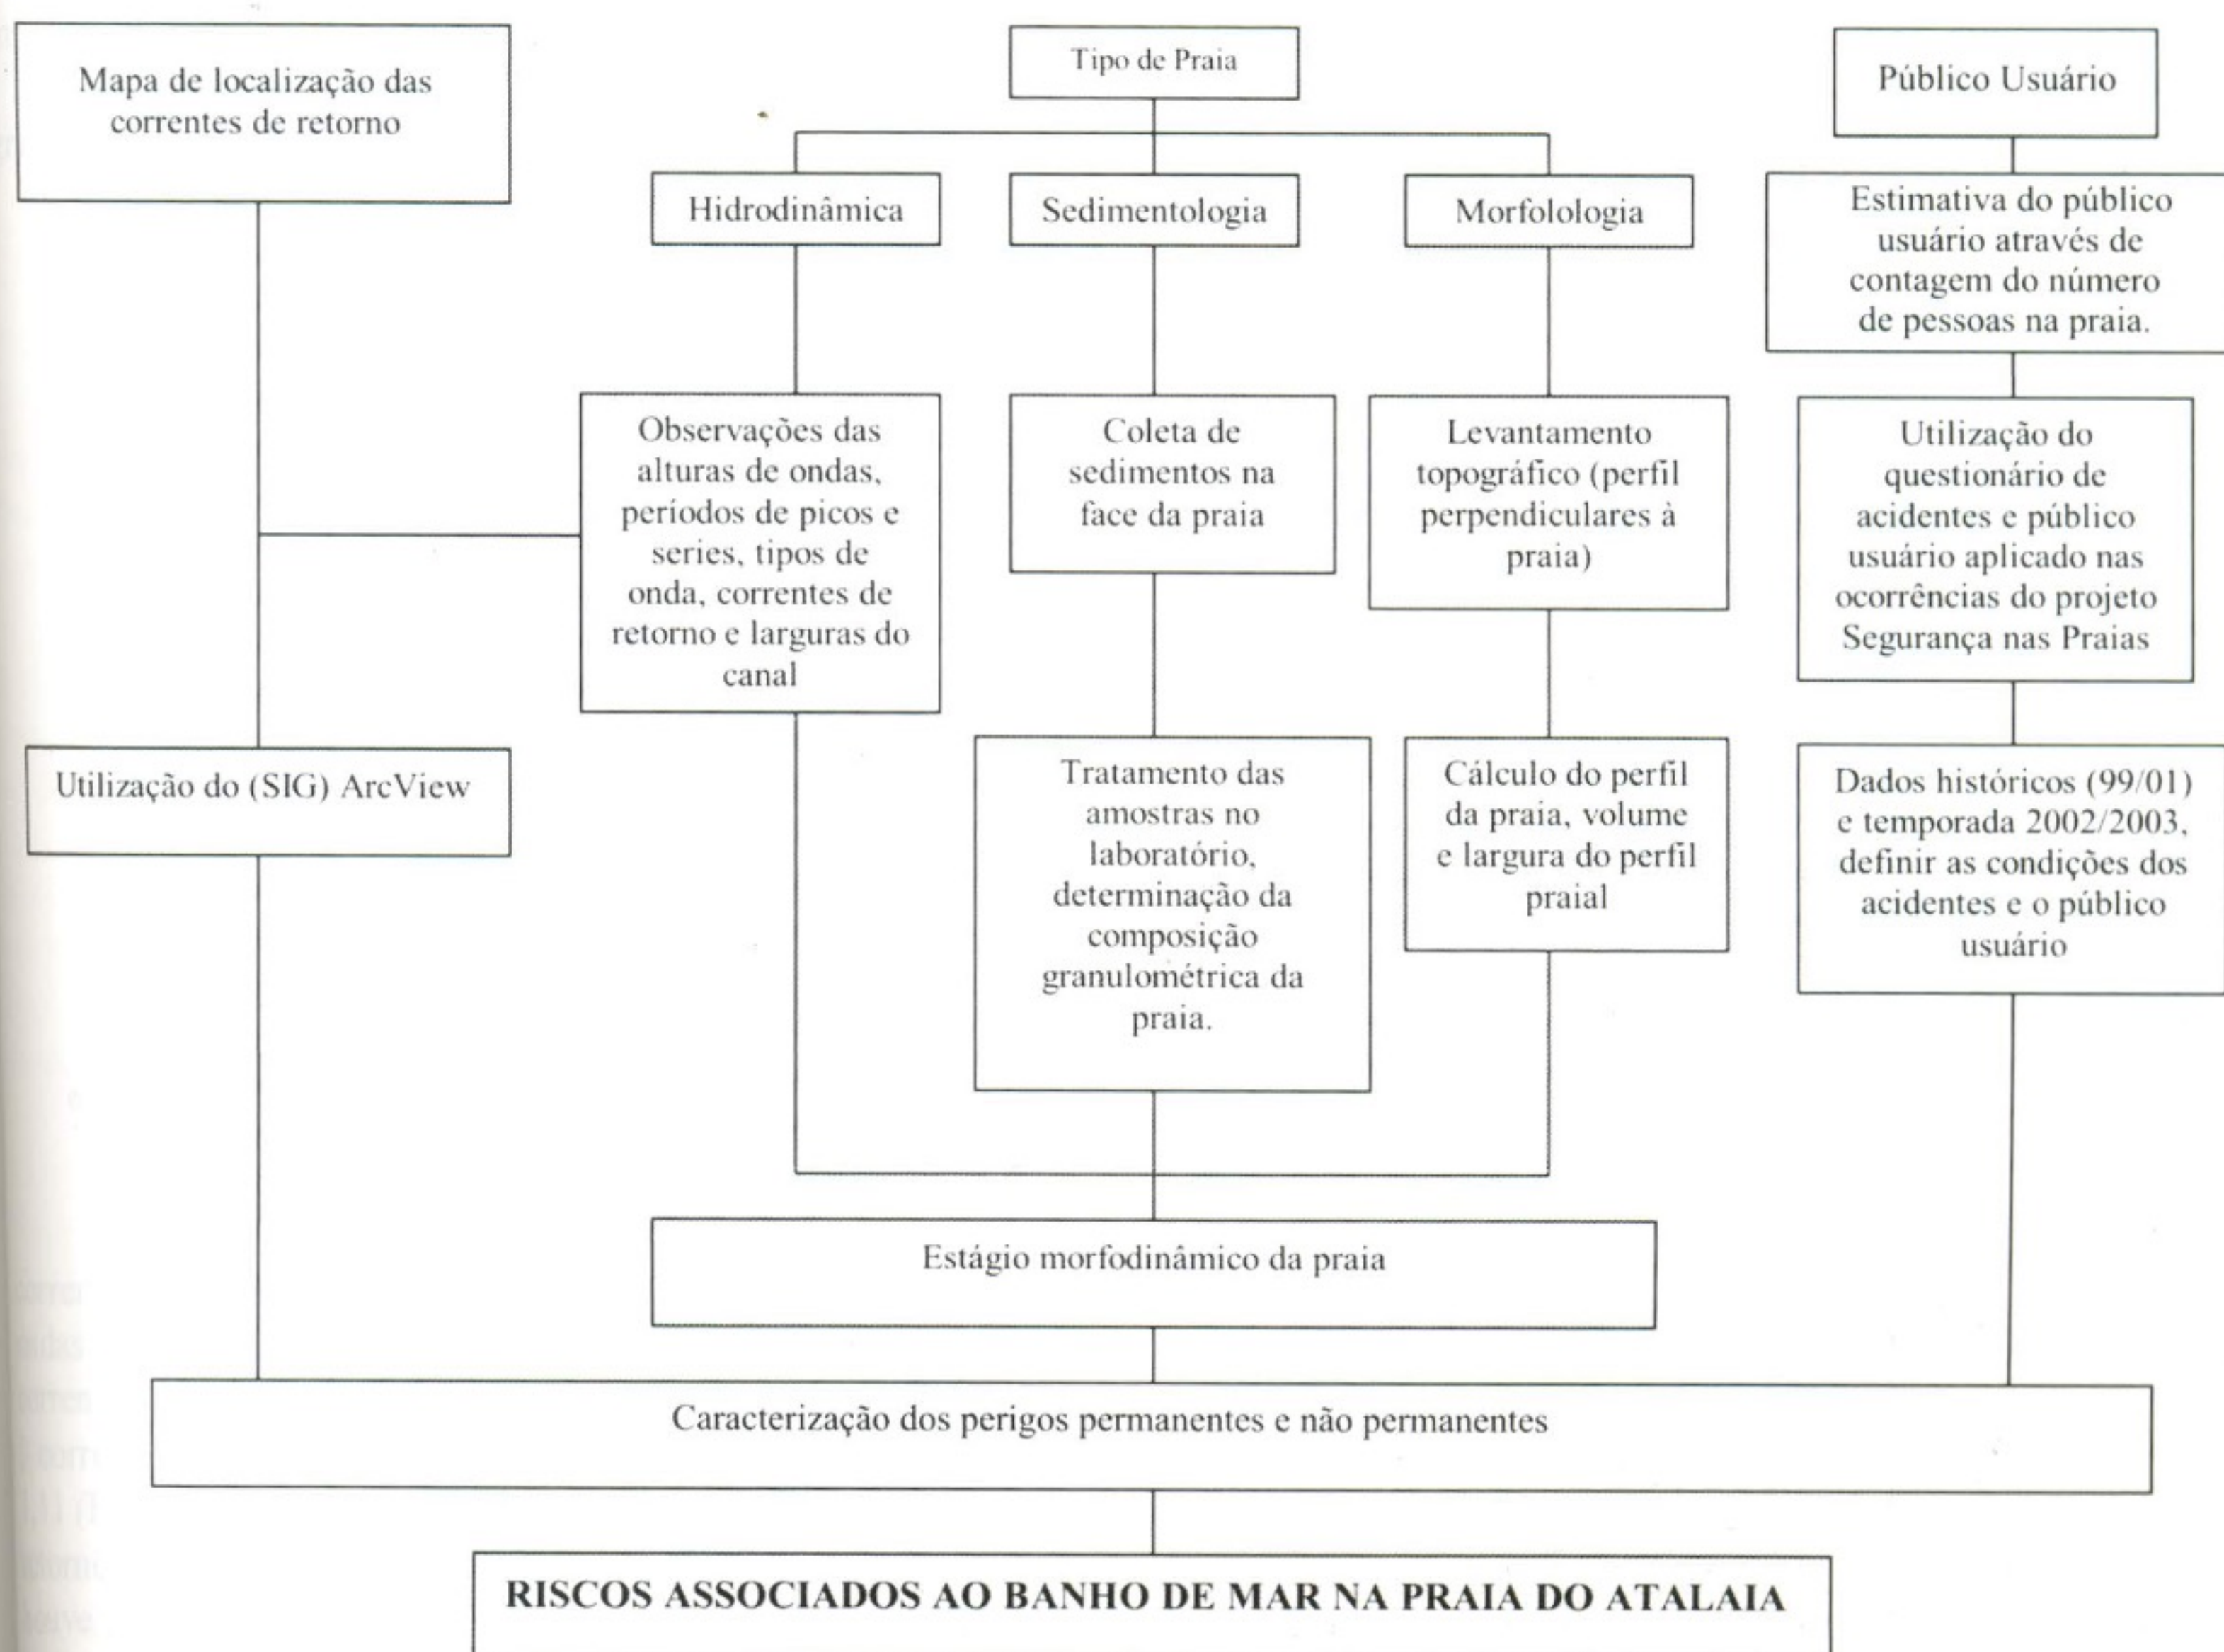 Mapa de localização das
correntes de retorno
Tipo de Praia
Público Usuário
Hidrodinâmica
Sedimentologia
Morfolologia
Estimativa do público
usuário através de
contagem do número
de pessoas na praia.
Observações das
alturas de ondas,
períodos de picos e
series, tipos de
onda, correntes de
retorno e larguras do
canal
Coleta de
sedimentos na
face da praia
Levantamento
topográfico (perfil
perpendiculares à
praia)
Utilização do
questionário de
acidentes e público
usuário aplicado nas
ocorrências do projeto
Segurança nas Praias
Utilização do (SIG) ArcView
Tratamento das
amostras no
laboratório,
determinação da
composição
granulométrica da
praia.
Cálculo do perfil
da praia, volume
e largura do perfil
praial
Dados históricos (99/01)
e temporada 2002/2003,
definir as condições dos
acidentes e o público
usuário
Estágio morfodinâmico da praia
Caracterização dos perigos permanentes e não permanentes
RISCOS ASSOCIADOS AO BANHO DE MAR NA PRAIA DO ATALAIA